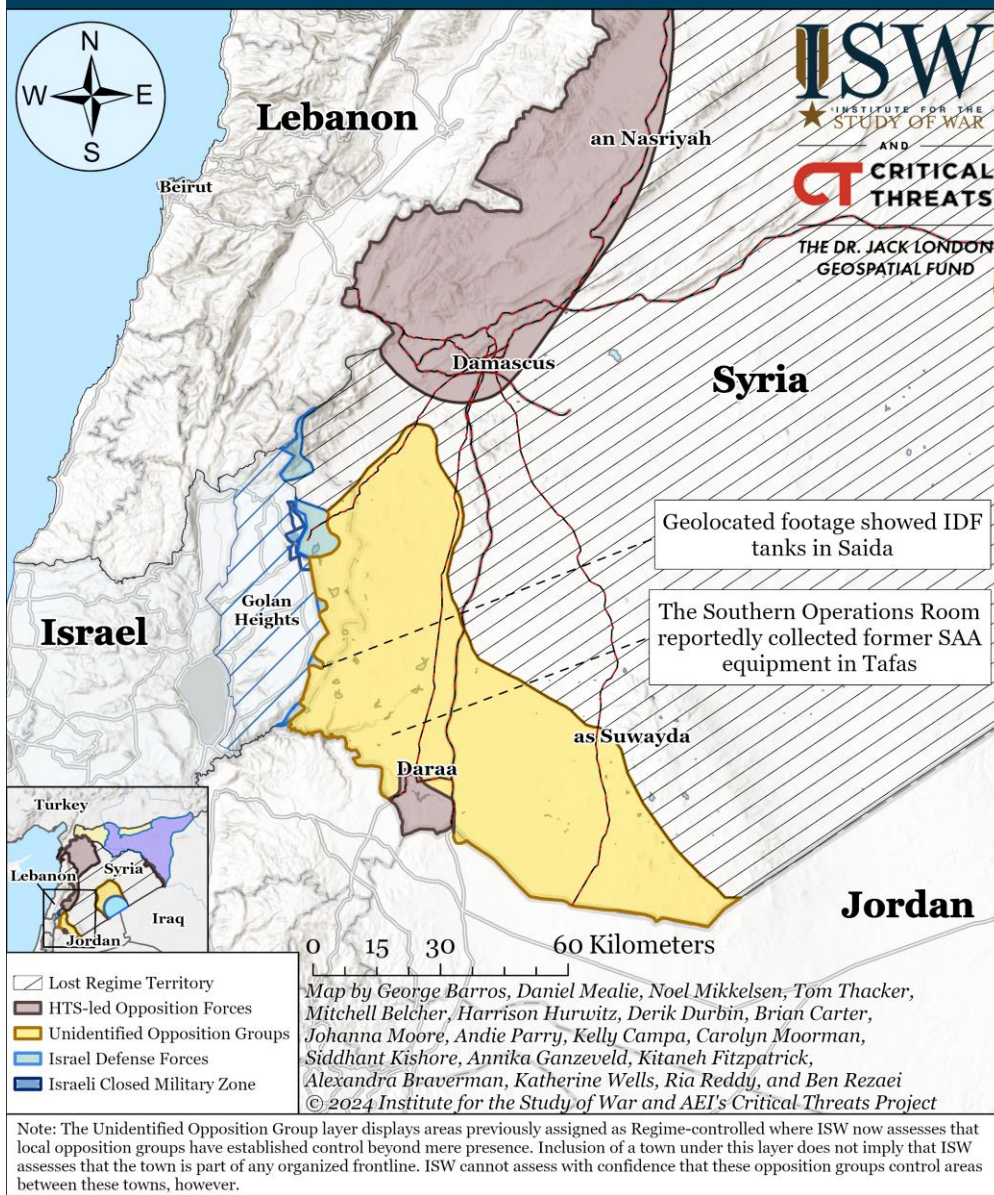 N
W
E
S
Lebanon
Beirut
an Nasriyah
ISW
INSTITUTE FOR THE
STUDY OF WAR
AND
CT CRITICAL
THREATS
THE DR. JACK LONDON
GEOSPATIAL FUND
Damascus
Syria
Geolocated footage showed IDF
tanks in Saida
Golan
Heights
Israel
The Southern Operations Room
reportedly collected former SAA
equipment in Tafas
as Suwayda
Daraa
Jordan
Turkey
Lebanon
Syria
Iraq
Jordan
0 15 30 60 Kilometers
Lost Regime Territory
HTS-led Opposition Forces
Unidentified Opposition Groups
Israel Defense Forces
Israeli Closed Military Zone
Map by George Barros, Daniel Mealie, Noel Mikkelsen, Tom Thacker,
Mitchell Belcher, Harrison Hurwitz, Derik Durbin, Brian Carter,
Johanna Moore, Andie Parry, Kelly Campa, Carolyn Moorman,
Siddhant Kishore, Annika Ganzeveld, Kitaneh Fitzpatrick,
Alexandra Braverman, Katherine Wells, Ria Reddy, and Ben Rezaei
© 2024 Institute for the Study of War and AEI's Critical Threats Project
Note: The Unidentified Opposition Group layer displays areas previously assigned as Regime-controlled where ISW now assesses that
local opposition groups have established control beyond mere presence. Inclusion of a town under this layer does not imply that ISW
assesses that the town is part of any organized frontline. ISW cannot assess with confidence that these opposition groups control areas
between these towns, however.